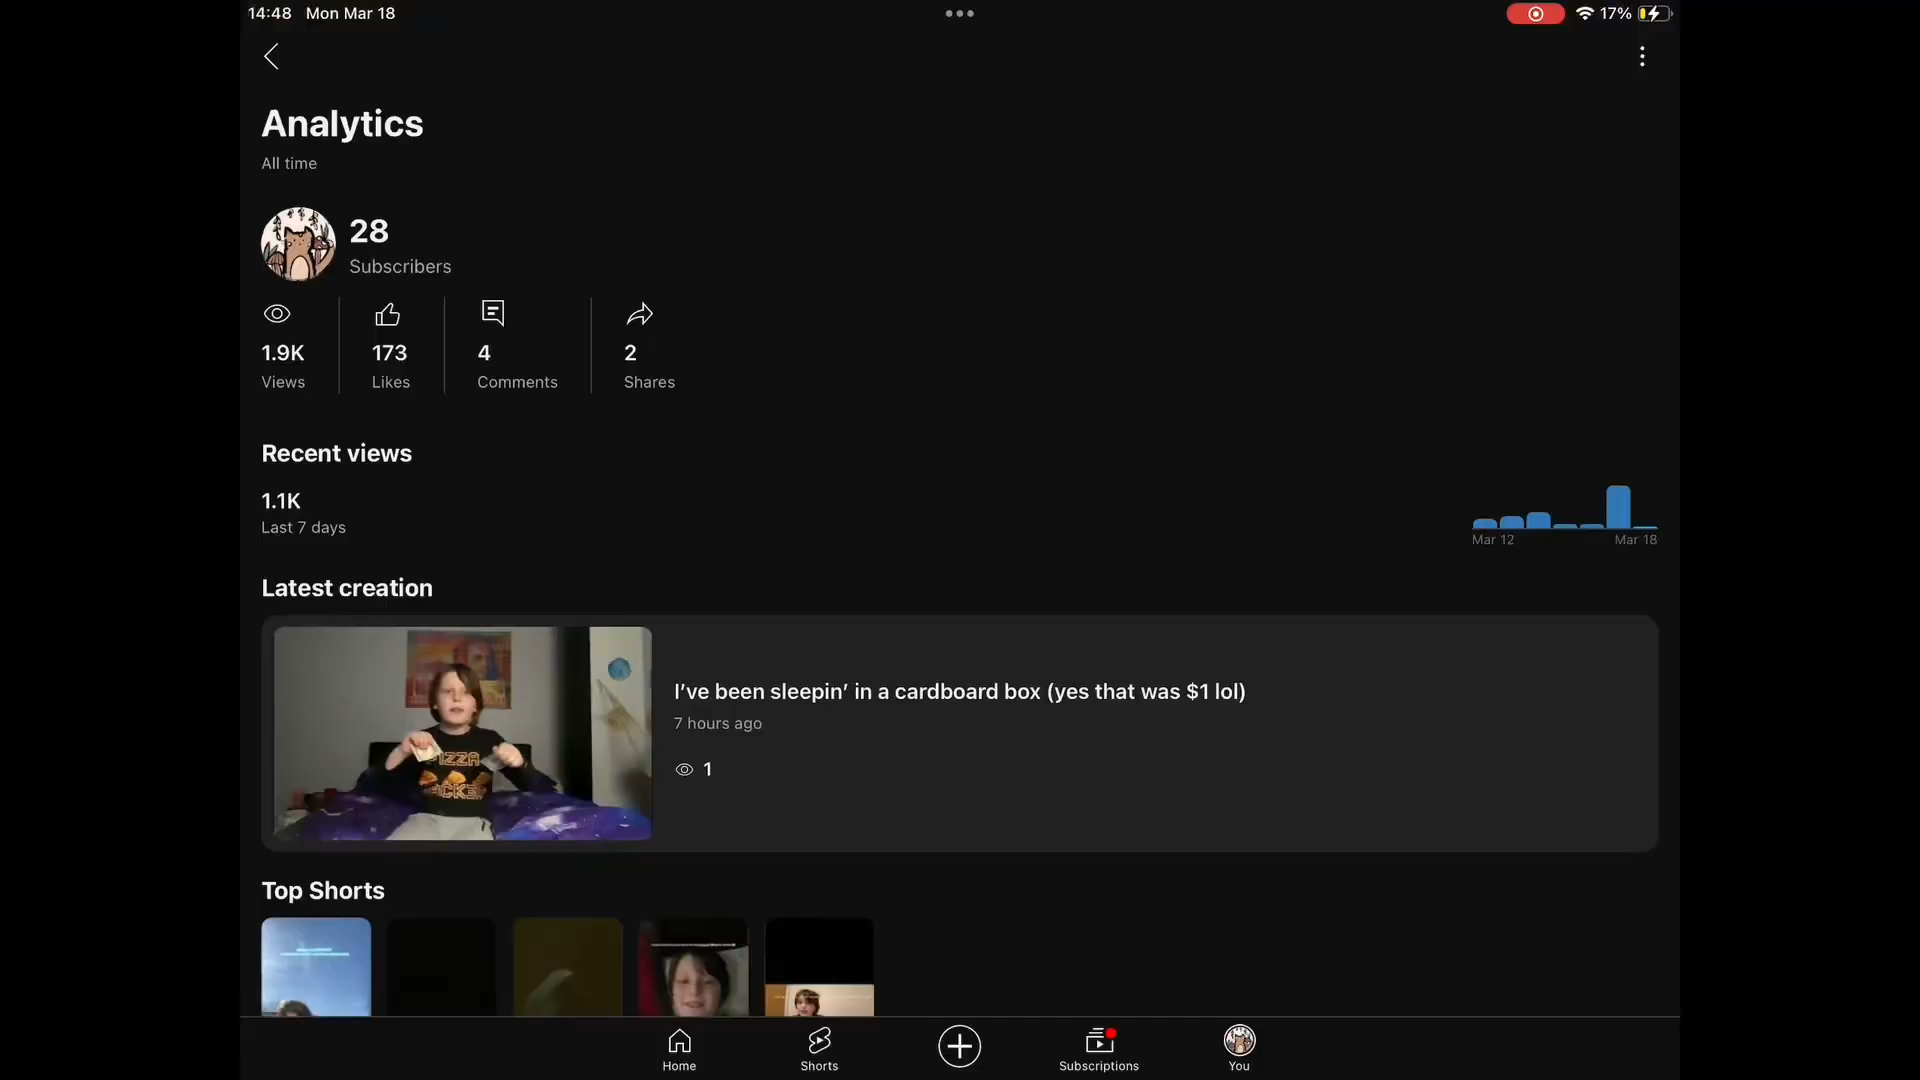 14:48 Mon Mar 18
17%
Analytics
All time
28
Subscribers
1.9K 173 4 2
Views Likes Comments Shares
Recent views
1.1K
Last 7 days
Mar 12 Mar 18
Latest creation
PIZZA
I’ve been sleepin’ in a cardboard box (yes that was $1 lol)
7 hours ago
1
Top Shorts
Home Shorts Subscriptions You